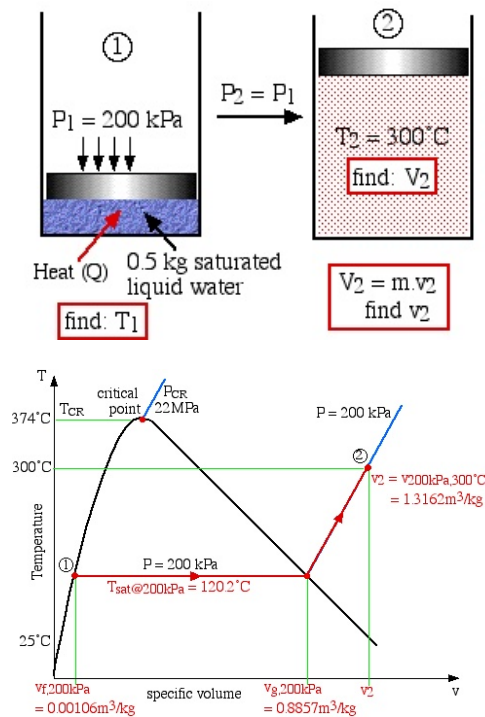 ①
P1 = 200 kPa
P2 = P1
②
T2 = 300°C
find: V2
Heat (Q)
0.5 kg saturated
liquid water
find: T1
V2 = m.v2
find v2
T
374°C
TCR
critical
point
PCR
22MPa
P = 200 kPa
300°C
②
v2 = v200kPa,300°C
= 1.3162m3/kg
Temperature
①
P = 200 kPa
Tsat@200kPa = 120.2°C
25°C
vf,200kPa
= 0.00106m3/kg
specific volume
vg,200kPa
= 0.8857m3/kg
v2
v